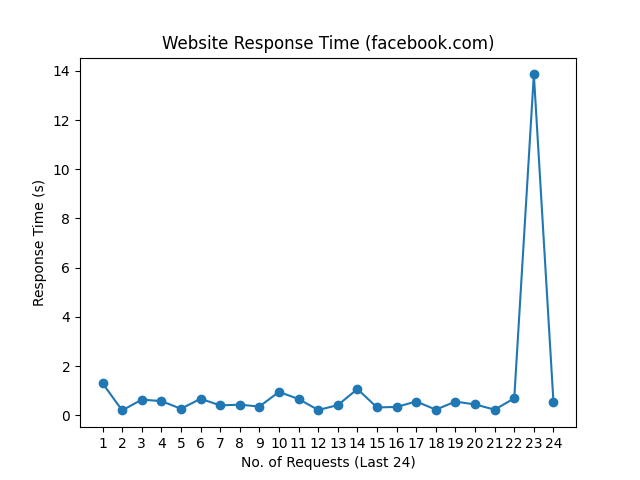 Website Response Time (facebook.com)
14
12
10
8
6
4
2
0
Response Time (s)
1 2 3 4 5 6 7 8 9 10 11 12 13 14 15 16 17 18 19 20 21 22 23 24
No. of Requests (Last 24)